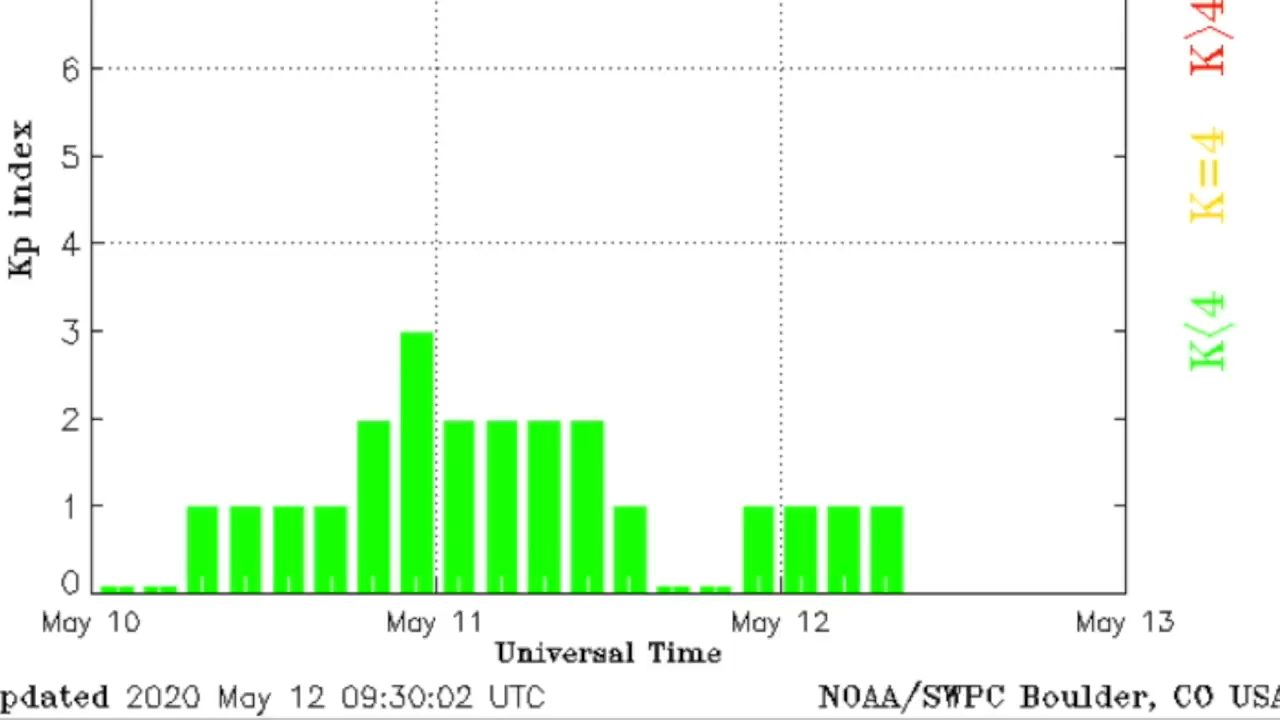 6
5
4
3
2
1
0
Kp index
K>4
K=4
K<4
May 10 May 11 May 12 May 13
Universal Time
pdated 2020 May 12 09:30:02 UTC NOAA/SWPC Boulder, CO USA